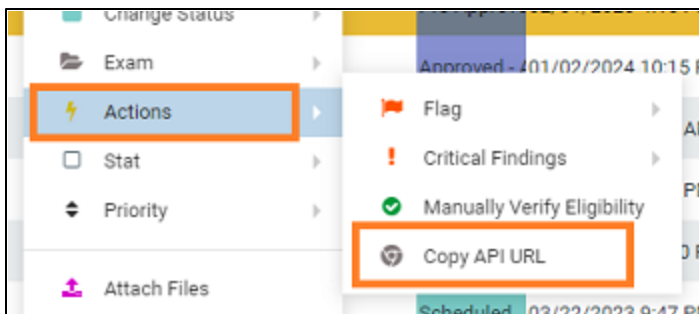 Change Status
Exam
Approved - 01/02/2024 10:15
Actions
Flag
Stat
Critical Findings
Priority
Manually Verify Eligibility
Copy API URL
Attach Files
Scheduled 03/22/2023 9:47